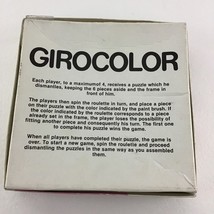 GIROCOLOR
Each player, to a maximumof 4, receives a puzzle which he
dismantles, keeping the 6 pieces aside and the frame in
front of him.
The players then spin the roulette in turn, and place a piece
on their puzzle with the color indicated by the paint brush. If
the color indicated by the roulette corresponds to a piece
already set in the frame, the player looses the possibility of
fitting another piece and consequently his turn. The first one
to complete his puzzle wins the game.
When all players have completed their puzzle, the game is
over. To start a new game, spin the roulette and proceed
dismantling the puzzles in the same way as you assembled
them.